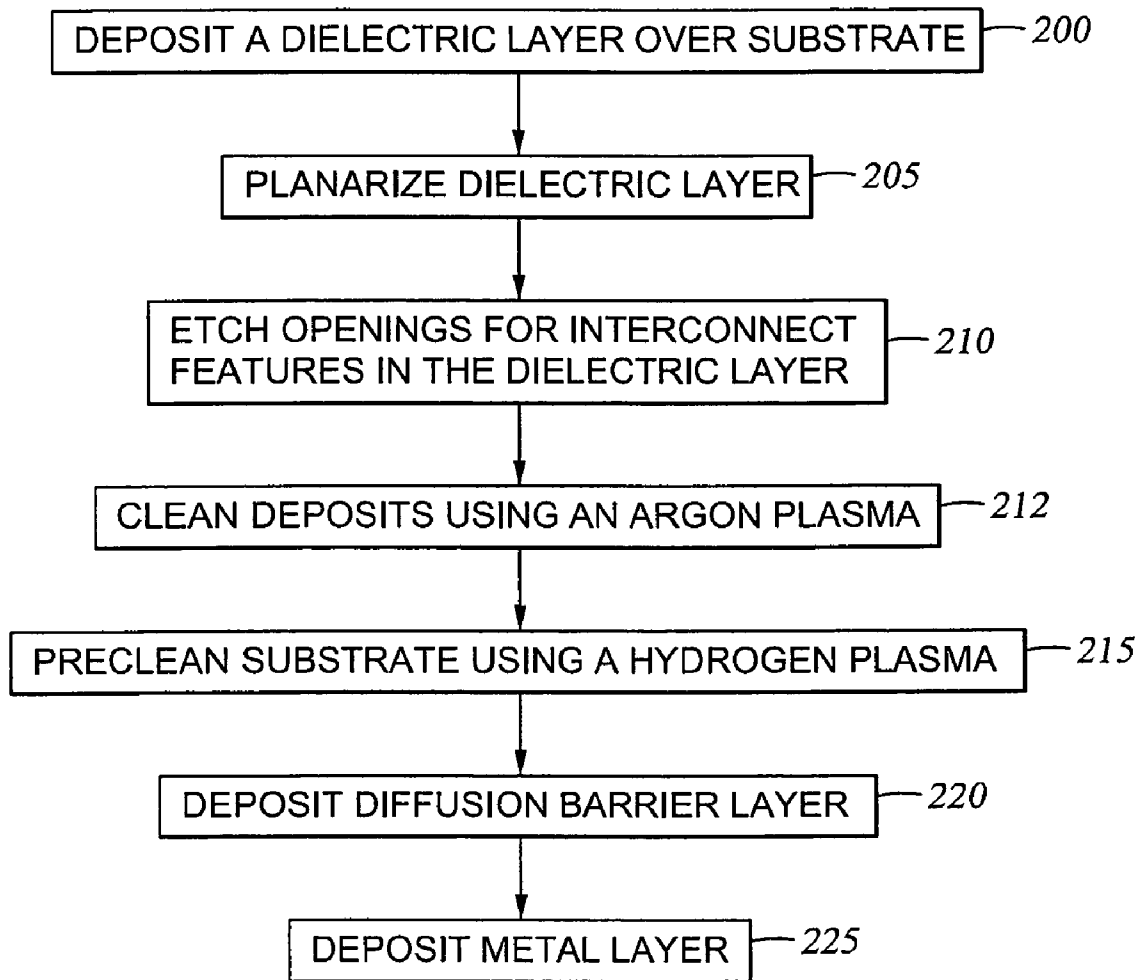 DEPOSIT A DIELECTRIC LAYER OVER SUBSTRATE 200
PLANARIZE DIELECTRIC LAYER 205
ETCH OPENINGS FOR INTERCONNECT
FEATURES IN THE DIELECTRIC LAYER 210
CLEAN DEPOSITS USING AN ARGON PLASMA 212
PRECLEAN SUBSTRATE USING A HYDROGEN PLASMA 215
DEPOSIT DIFFUSION BARRIER LAYER 220
DEPOSIT METAL LAYER 225